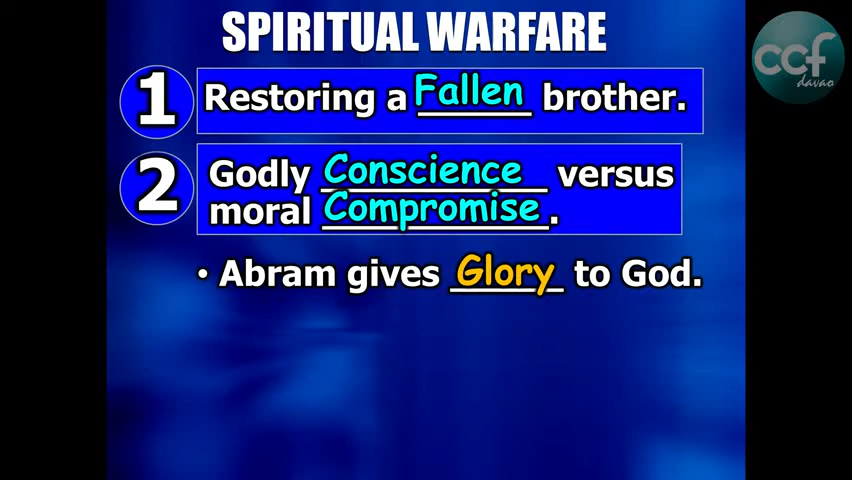 SPIRITUAL WARFARE
1 Restoring a Fallen brother.
2 Godly Conscience versus
moral Compromise.
• Abram gives Glory to God.
ccf
davao